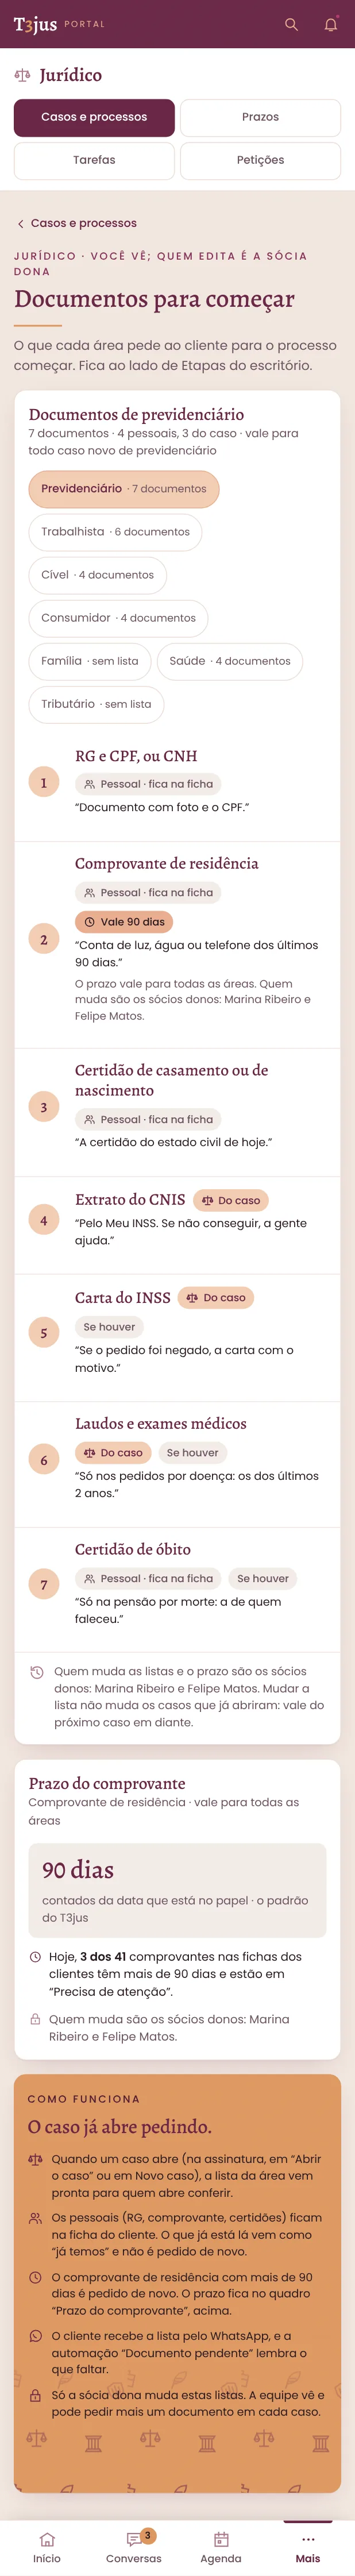 T3jus PORTAL
Jurídico
Casos e processos
Prazos
Tarefas
Petições
Casos e processos
JURÍDICO · VOCÊ VÊ; QUEM EDITA É A SÓCIA
DONA
Documentos para começar
O que cada área pede ao cliente para o processo
começar. Fica ao lado de Etapas do escritório.
Documentos de previdenciário
7 documentos · 4 pessoais, 3 do caso · vale para
todo caso novo de previdenciário
Previdenciário · 7 documentos
Trabalhista · 6 documentos
Cível · 4 documentos
Consumidor · 4 documentos
Família · sem lista
Saúde · 4 documentos
Tributário · sem lista
1
RG e CPF, ou CNH
Pessoal · fica na ficha
“Documento com foto e o CPF.”
2
Comprovante de residência
Pessoal · fica na ficha
Vale 90 dias
“Conta de luz, água ou telefone dos últimos
90 dias.”
O prazo vale para todas as áreas. Quem
muda são os sócios donos: Marina Ribeiro e
Felipe Matos.
3
Certidão de casamento ou de
nascimento
Pessoal · fica na ficha
“A certidão do estado civil de hoje.”
4
Extrato do CNIS
Do caso
“Pelo Meu INSS. Se não conseguir, a gente
ajuda.”
5
Carta do INSS
Do caso
Se houver
“Se o pedido foi negado, a carta com o
motivo.”
6
Laudos e exames médicos
Do caso
Se houver
“Só nos pedidos por doença: os dos últimos
2 anos.”
7
Certidão de óbito
Pessoal · fica na ficha
Se houver
“Só na pensão por morte: a de quem
faleceu.”
Quem muda as listas e o prazo são os sócios
donos: Marina Ribeiro e Felipe Matos. Mudar a
lista não muda os casos que já abriram: vale do
próximo caso em diante.
Prazo do comprovante
Comprovante de residência · vale para todas as
áreas
90 dias
contados da data que está no papel · o padrão
do T3jus
Hoje, 3 dos 41 comprovantes nas fichas dos
clientes têm mais de 90 dias e estão em
“Precisa de atenção”.
Quem muda são os sócios donos: Marina
Ribeiro e Felipe Matos.
COMO FUNCIONA
O caso já abre pedindo.
Quando um caso abre (na assinatura, em “Abrir
o caso” ou em Novo caso), a lista da área vem
pronta para quem abre conferir.
Os pessoais (RG, comprovante, certidões) ficam
na ficha do cliente. O que já está lá vem como
“já temos” e não é pedido de novo.
O comprovante de residência com mais de 90
dias é pedido de novo. O prazo fica no quadro
“Prazo do comprovante”, acima.
O cliente recebe a lista pelo WhatsApp, e a
automação “Documento pendente” lembra o
que faltar.
Só a sócia dona muda estas listas. A equipe vê e
pode pedir mais um documento em cada caso.
3
Início
Conversas
Agenda
Mais